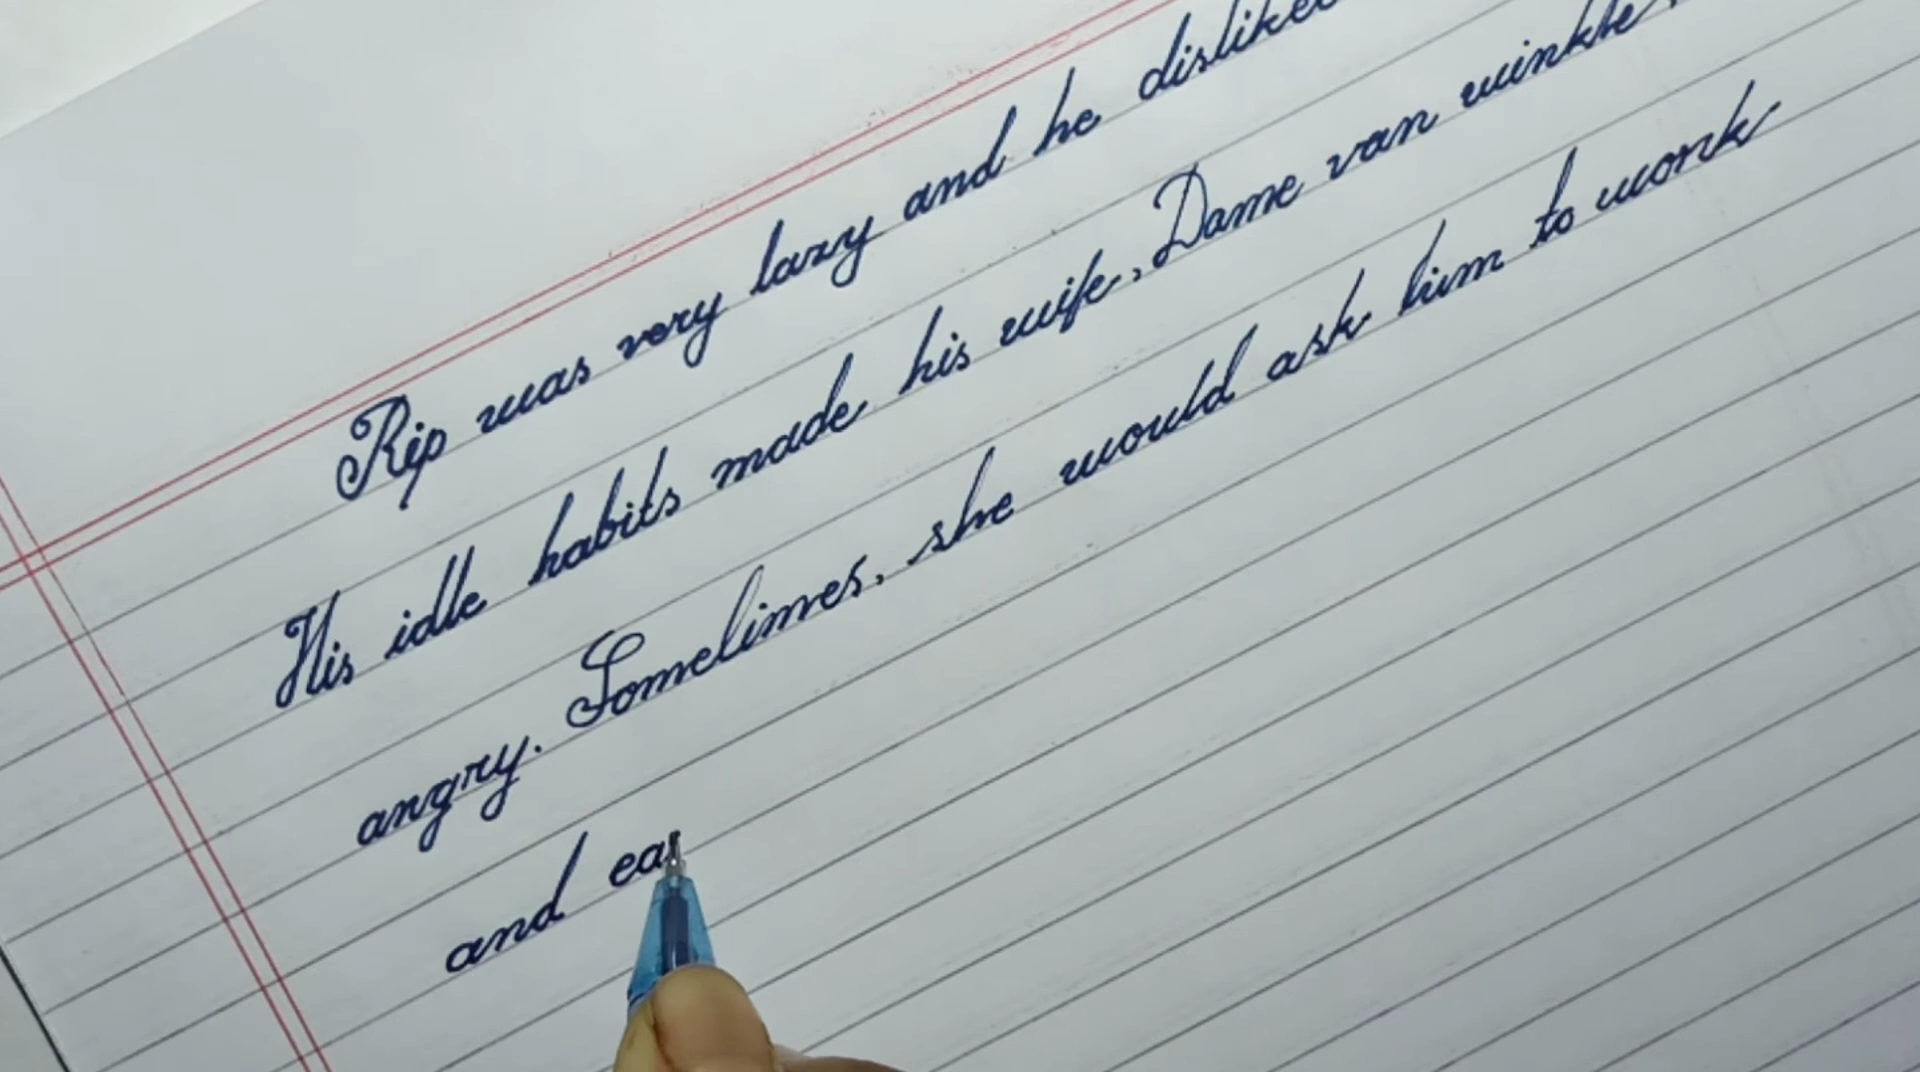 Rip was very lazy and he disliked
His idle habits made his wife, Dame van winkle,
angry. Sometimes, she would ask him to work
and ear